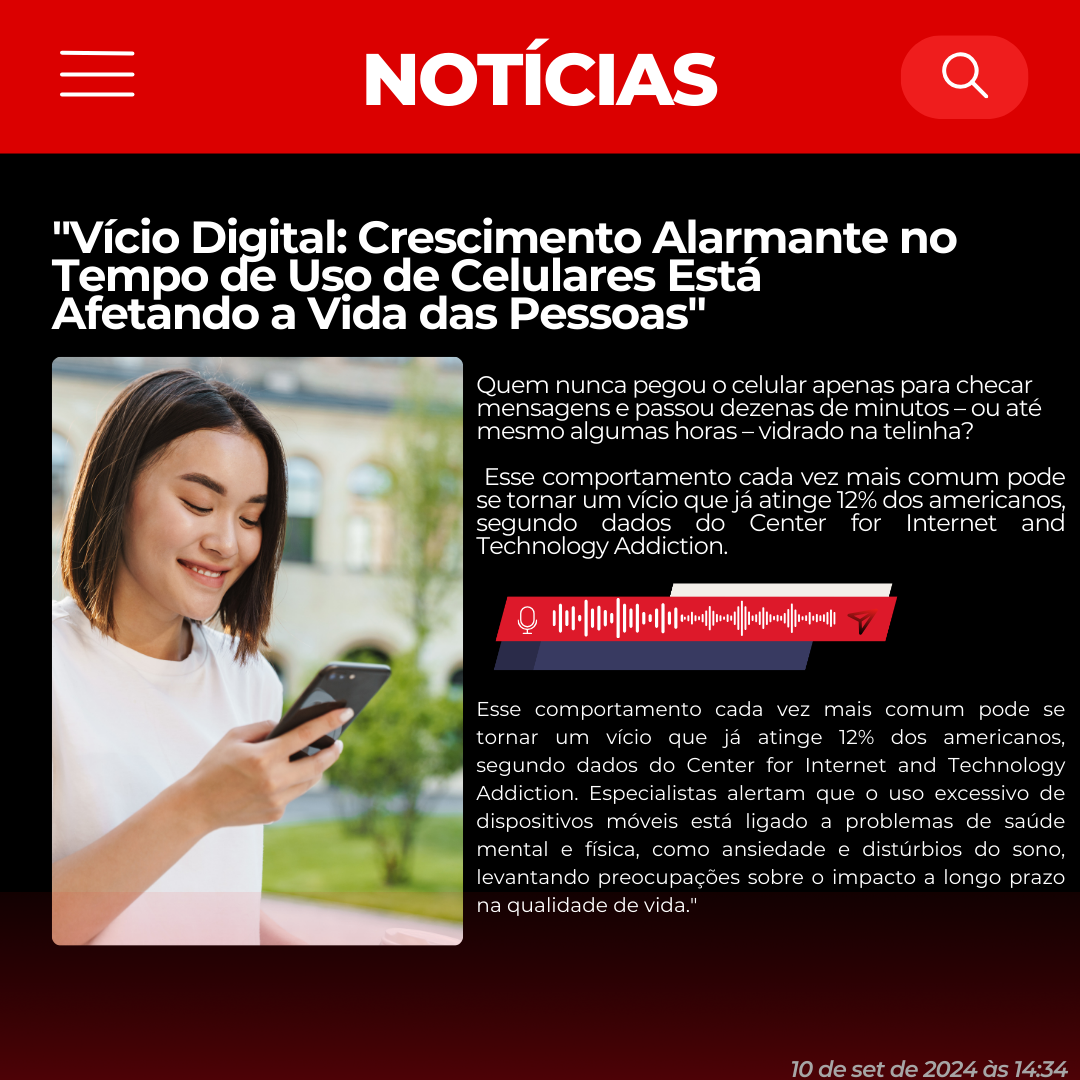 NOTÍCIAS
"Vício Digital: Crescimento Alarmante no
Tempo de Uso de Celulares Está
Afetando a Vida das Pessoas"
Quem nunca pegou o celular apenas para checar
mensagens e passou dezenas de minutos – ou até
mesmo algumas horas – vidrado na telinha?
Esse comportamento cada vez mais comum pode
se tornar um vício que já atinge 12% dos americanos,
segundo dados do Center for Internet and
Technology Addiction.
Esse comportamento cada vez mais comum pode se
tornar um vício que já atinge 12% dos americanos,
segundo dados do Center for Internet and Technology
Addiction. Especialistas alertam que o uso excessivo de
dispositivos móveis está ligado a problemas de saúde
mental e física, como ansiedade e distúrbios do sono,
levantando preocupações sobre o impacto a longo prazo
na qualidade de vida."
10 de set de 2024 às 14:34